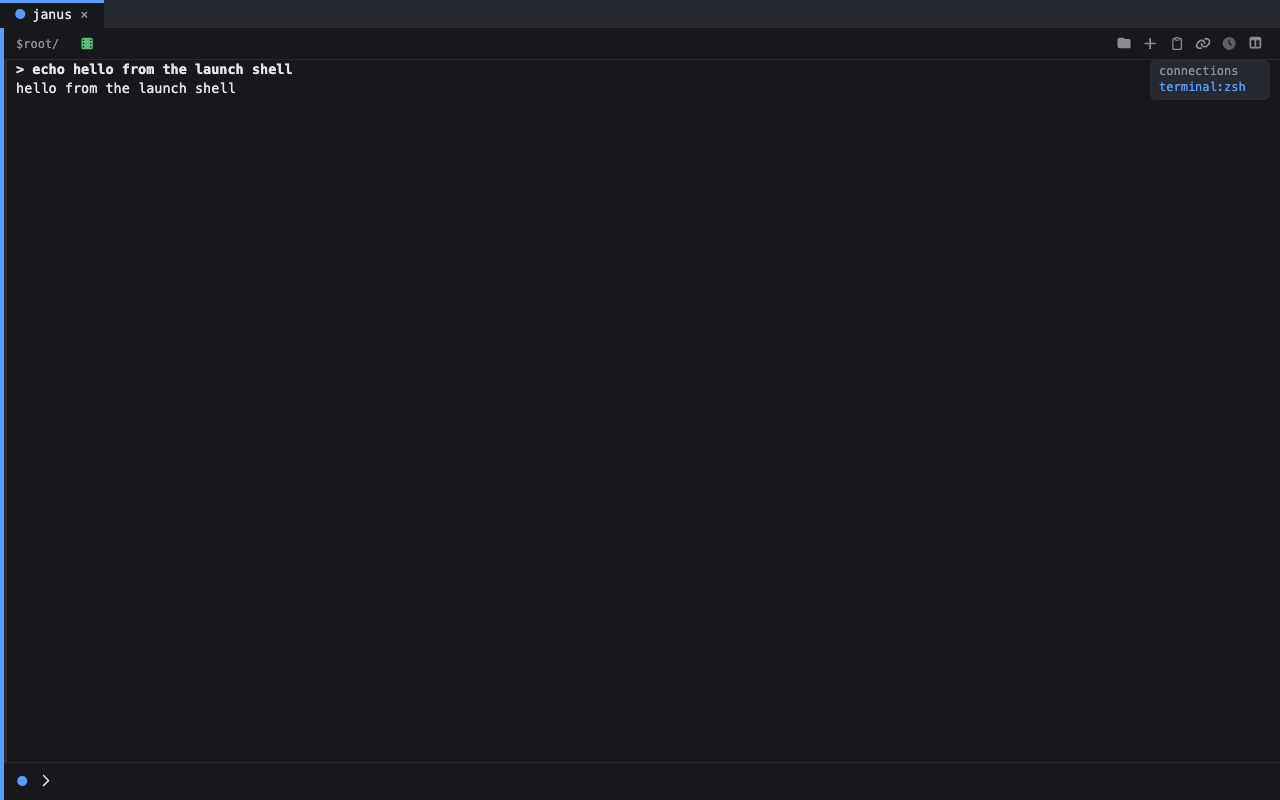 janus ×
$root/
> echo hello from the launch shell
hello from the launch shell
connections
terminal:zsh